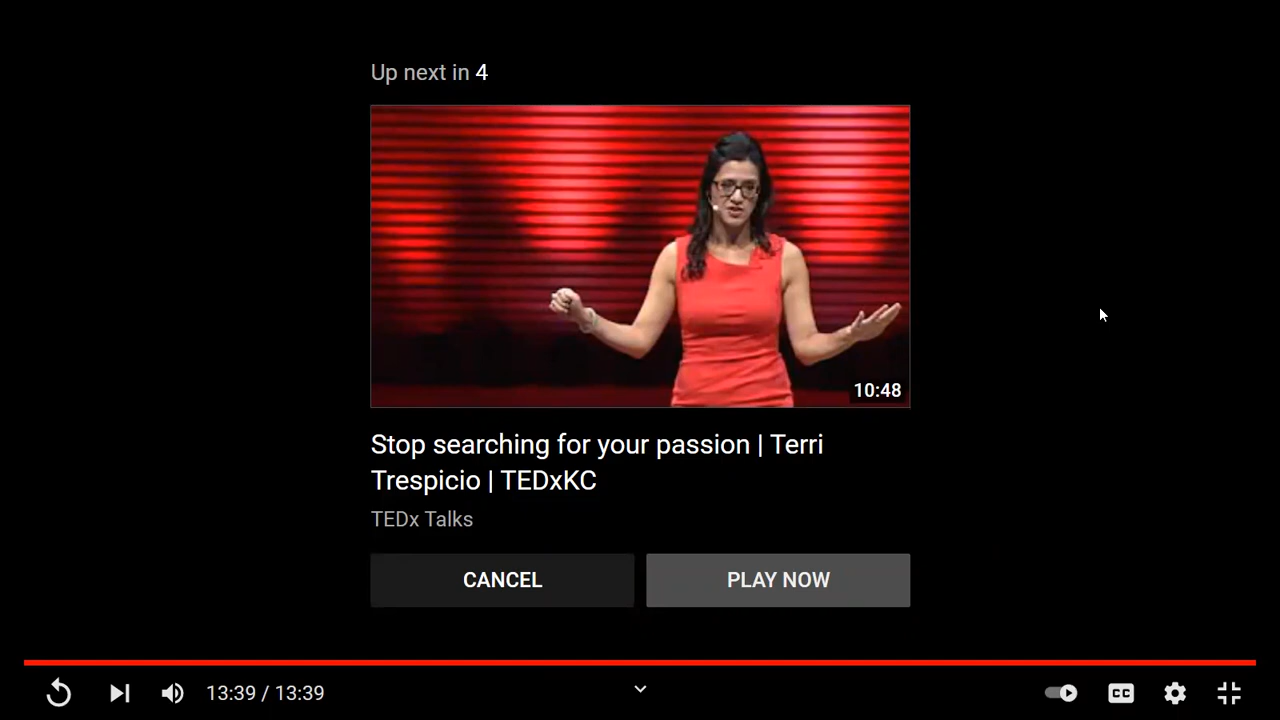 Up next in 4
10:48
Stop searching for your passion | Terri
Trespicio | TEDxKC
TEDx Talks
CANCEL
PLAY NOW
13:39 / 13:39
CC